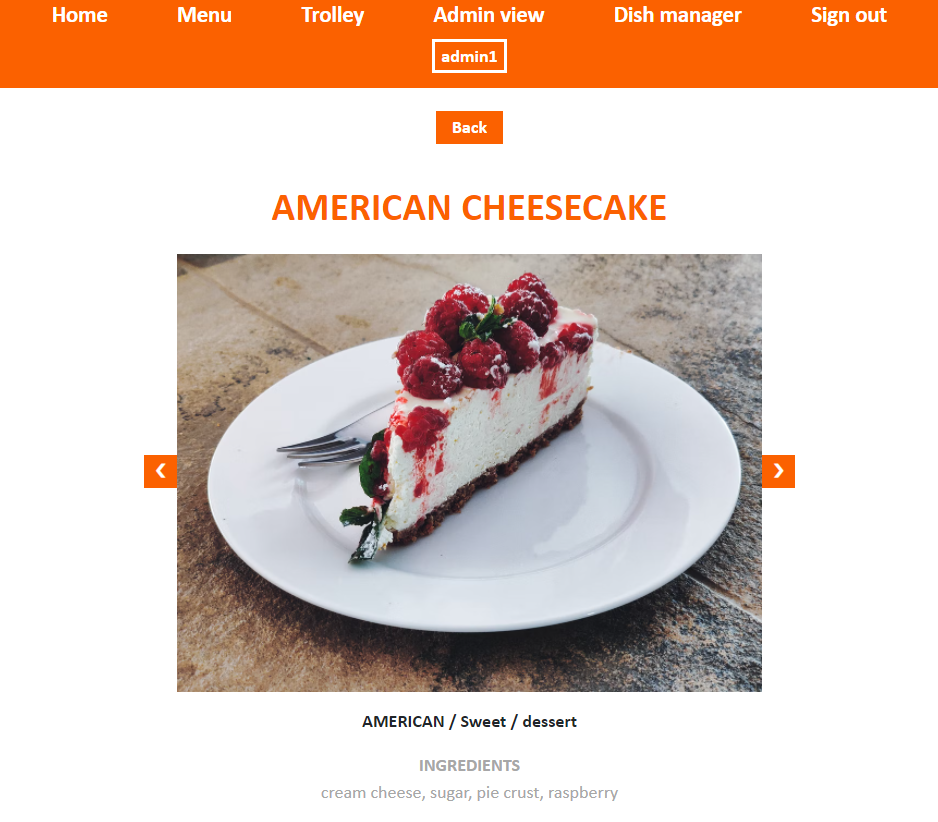 Home Menu Trolley Admin view Dish manager Sign out
admin1
Back
AMERICAN CHEESECAKE
AMERICAN / Sweet / dessert
INGREDIENTS
cream cheese, sugar, pie crust, raspberry